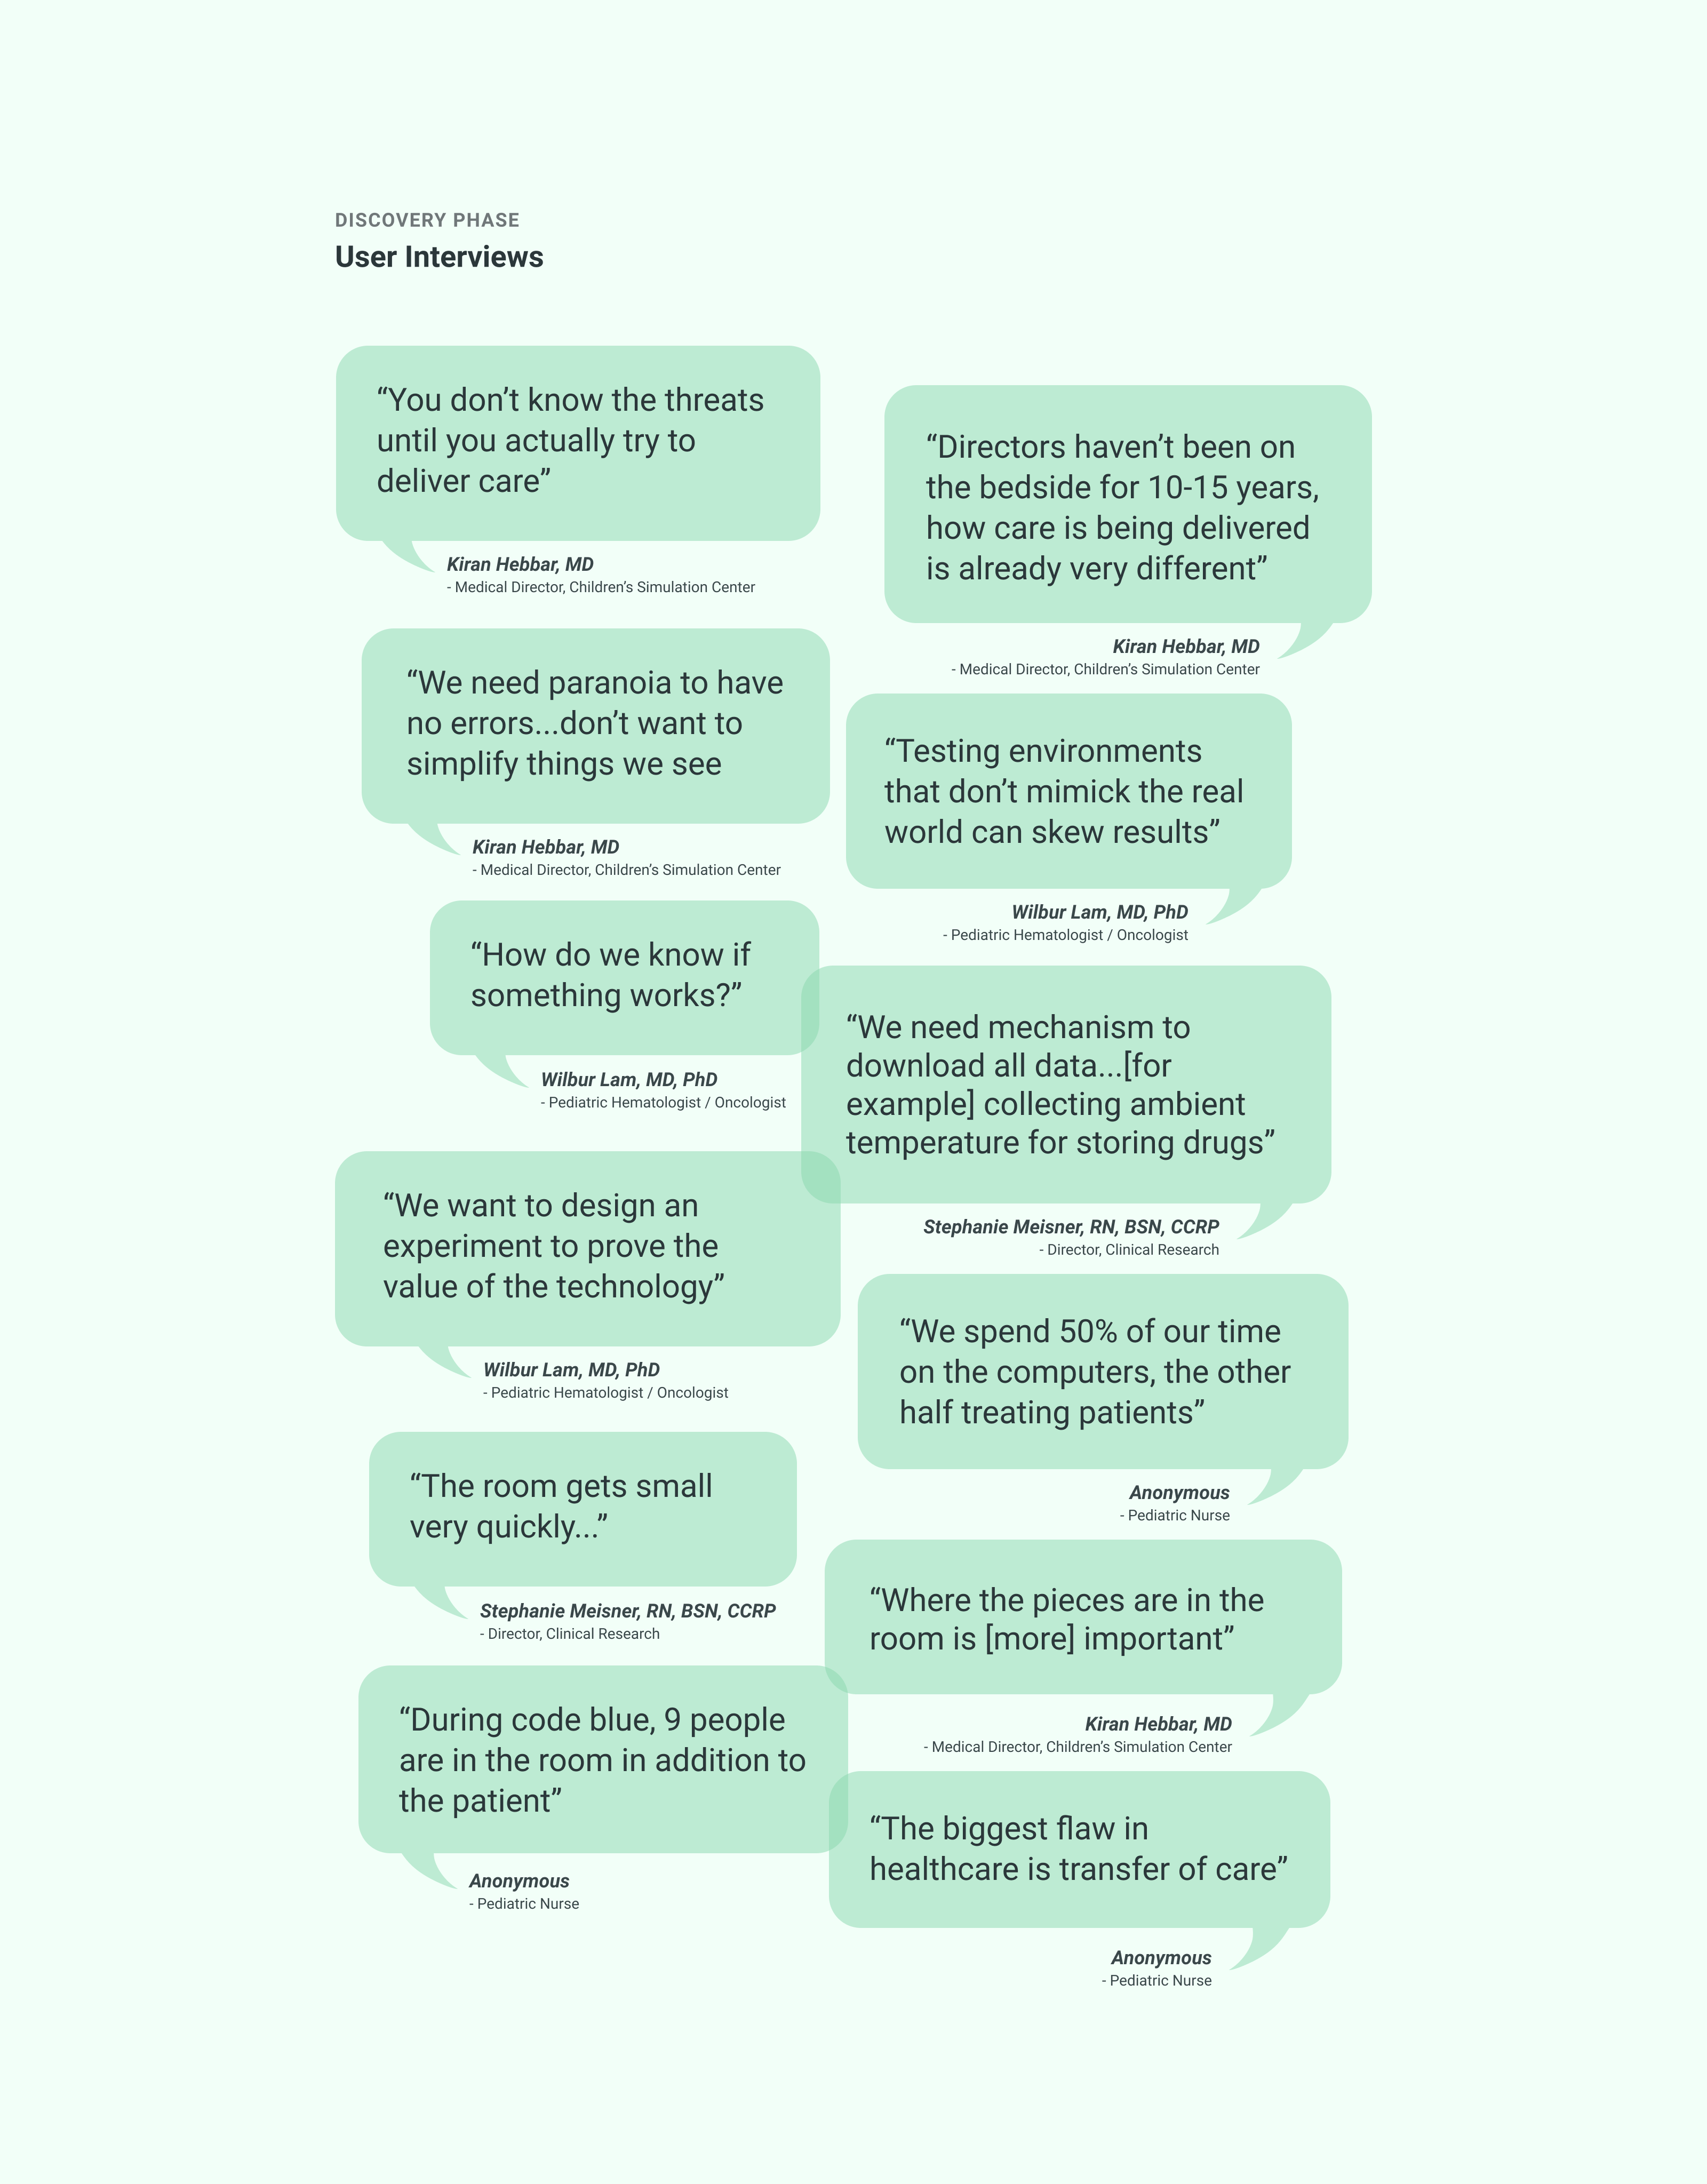 DISCOVERY PHASE
User Interviews
“You don’t know the threats
until you actually try to
deliver care”
Kiran Hebbar, MD
- Medical Director, Children’s Simulation Center
“Directors haven’t been on
the bedside for 10-15 years,
how care is being delivered
is already very different”
Kiran Hebbar, MD
- Medical Director, Children’s Simulation Center
“We need paranoia to have
no errors...don’t want to
simplify things we see
Kiran Hebbar, MD
- Medical Director, Children’s Simulation Center
“Testing environments
that don’t mimick the real
world can skew results”
Wilbur Lam, MD, PhD
- Pediatric Hematologist / Oncologist
“How do we know if
something works?”
Wilbur Lam, MD, PhD
- Pediatric Hematologist / Oncologist
“We need mechanism to
download all data...[for
example] collecting ambient
temperature for storing drugs”
Stephanie Meisner, RN, BSN, CCRP
- Director, Clinical Research
“We want to design an
experiment to prove the
value of the technology”
Wilbur Lam, MD, PhD
- Pediatric Hematologist / Oncologist
“We spend 50% of our time
on the computers, the other
half treating patients”
Anonymous
- Pediatric Nurse
“The room gets small
very quickly...”
Stephanie Meisner, RN, BSN, CCRP
- Director, Clinical Research
“Where the pieces are in the
room is [more] important”
Kiran Hebbar, MD
- Medical Director, Children’s Simulation Center
“During code blue, 9 people
are in the room in addition to
the patient”
Anonymous
- Pediatric Nurse
“The biggest flaw in
healthcare is transfer of care”
Anonymous
- Pediatric Nurse